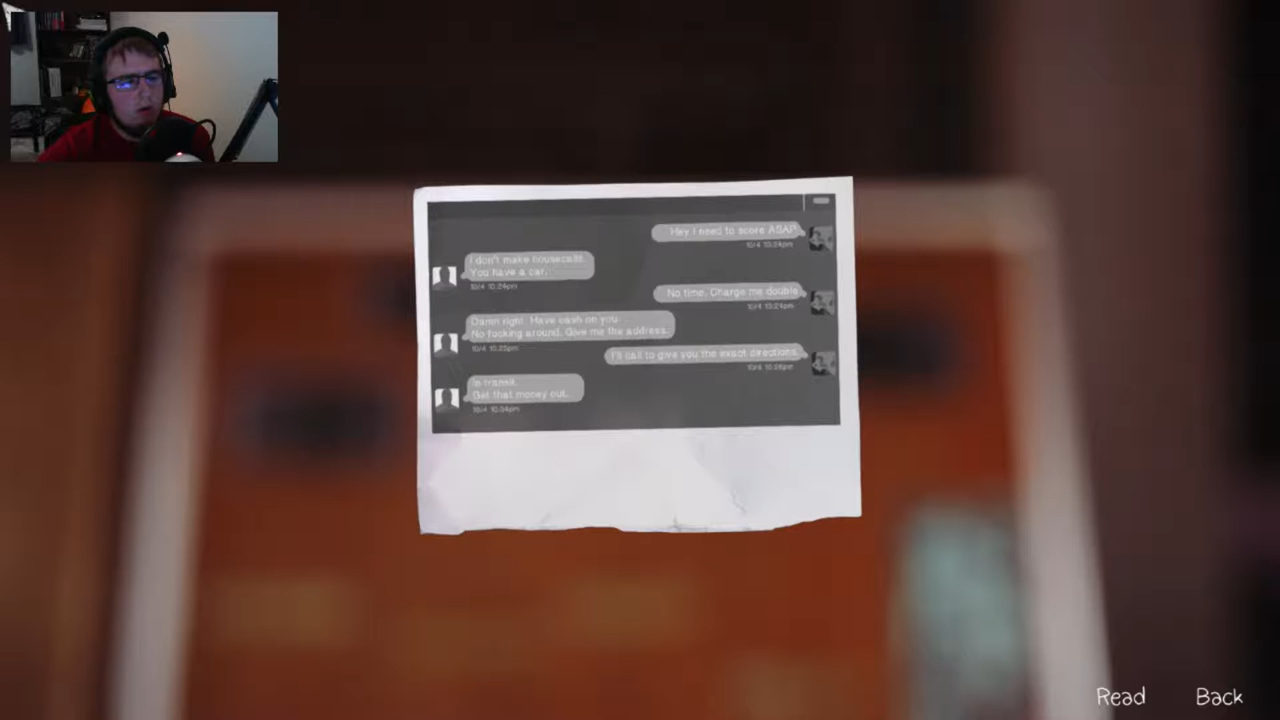 Hey I need to score ASAP
10/4 10:24pm
I don't make housecalls.
You have a car.
10/4 10:24pm
No time. Charge me double
10/4 10:24pm
Damn right. Have cash on you.
No fucking around. Give me the address.
10/4 10:25pm
I'll call to give you the exact directions.
10/4 10:26pm
In transit.
Get that money out.
10/4 10:34pm
Read
Back